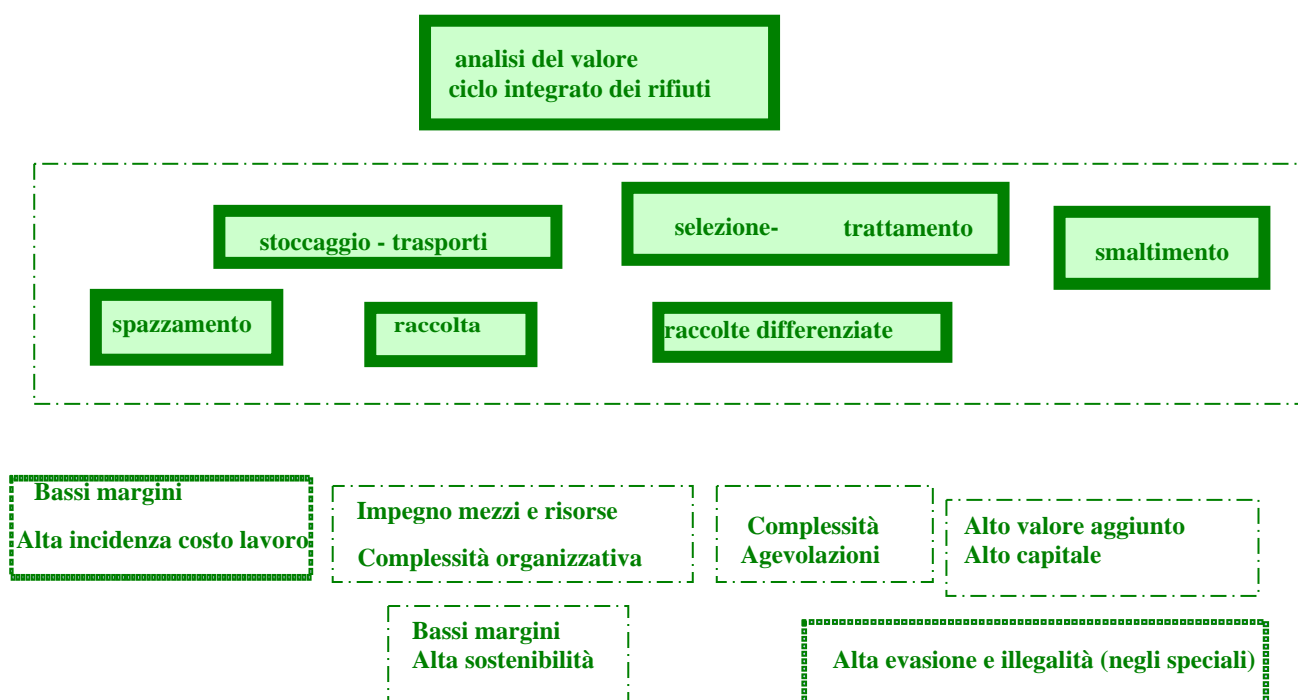 analisi del valore
ciclo integrato dei rifiuti
stoccaggio - trasporti
selezione- trattamento
smaltimento
spazzamento
raccolta
raccolte differenziate
Bassi margini
Alta incidenza costo lavoro
Impegno mezzi e risorse
Complessità organizzativa
Complessità
Agevolazioni
Alto valore aggiunto
Alto capitale
Bassi margini
Alta sostenibilità
Alta evasione e illegalità (negli speciali)